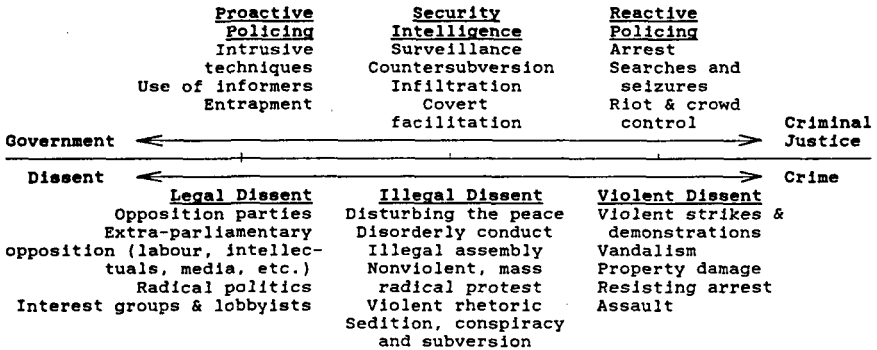 Proactive Policing
Intrusive techniques
Use of informers
Entrapment
Security Intelligence
Surveillance
Countersubversion
Infiltration
Covert facilitation
Reactive Policing
Arrest
Searches and seizures
Riot & crowd control
Government
Criminal Justice
Dissent
Crime
Legal Dissent
Opposition parties
Extra-parliamentary
opposition (labour, intellec-
tuals, media, etc.)
Radical politics
Interest groups & lobbyists
Illegal Dissent
Disturbing the peace
Disorderly conduct
Illegal assembly
Nonviolent, mass
radical protest
Violent rhetoric
Sedition, conspiracy
and subversion
Violent Dissent
Violent strikes &
demonstrations
Vandalism
Property damage
Resisting arrest
Assault